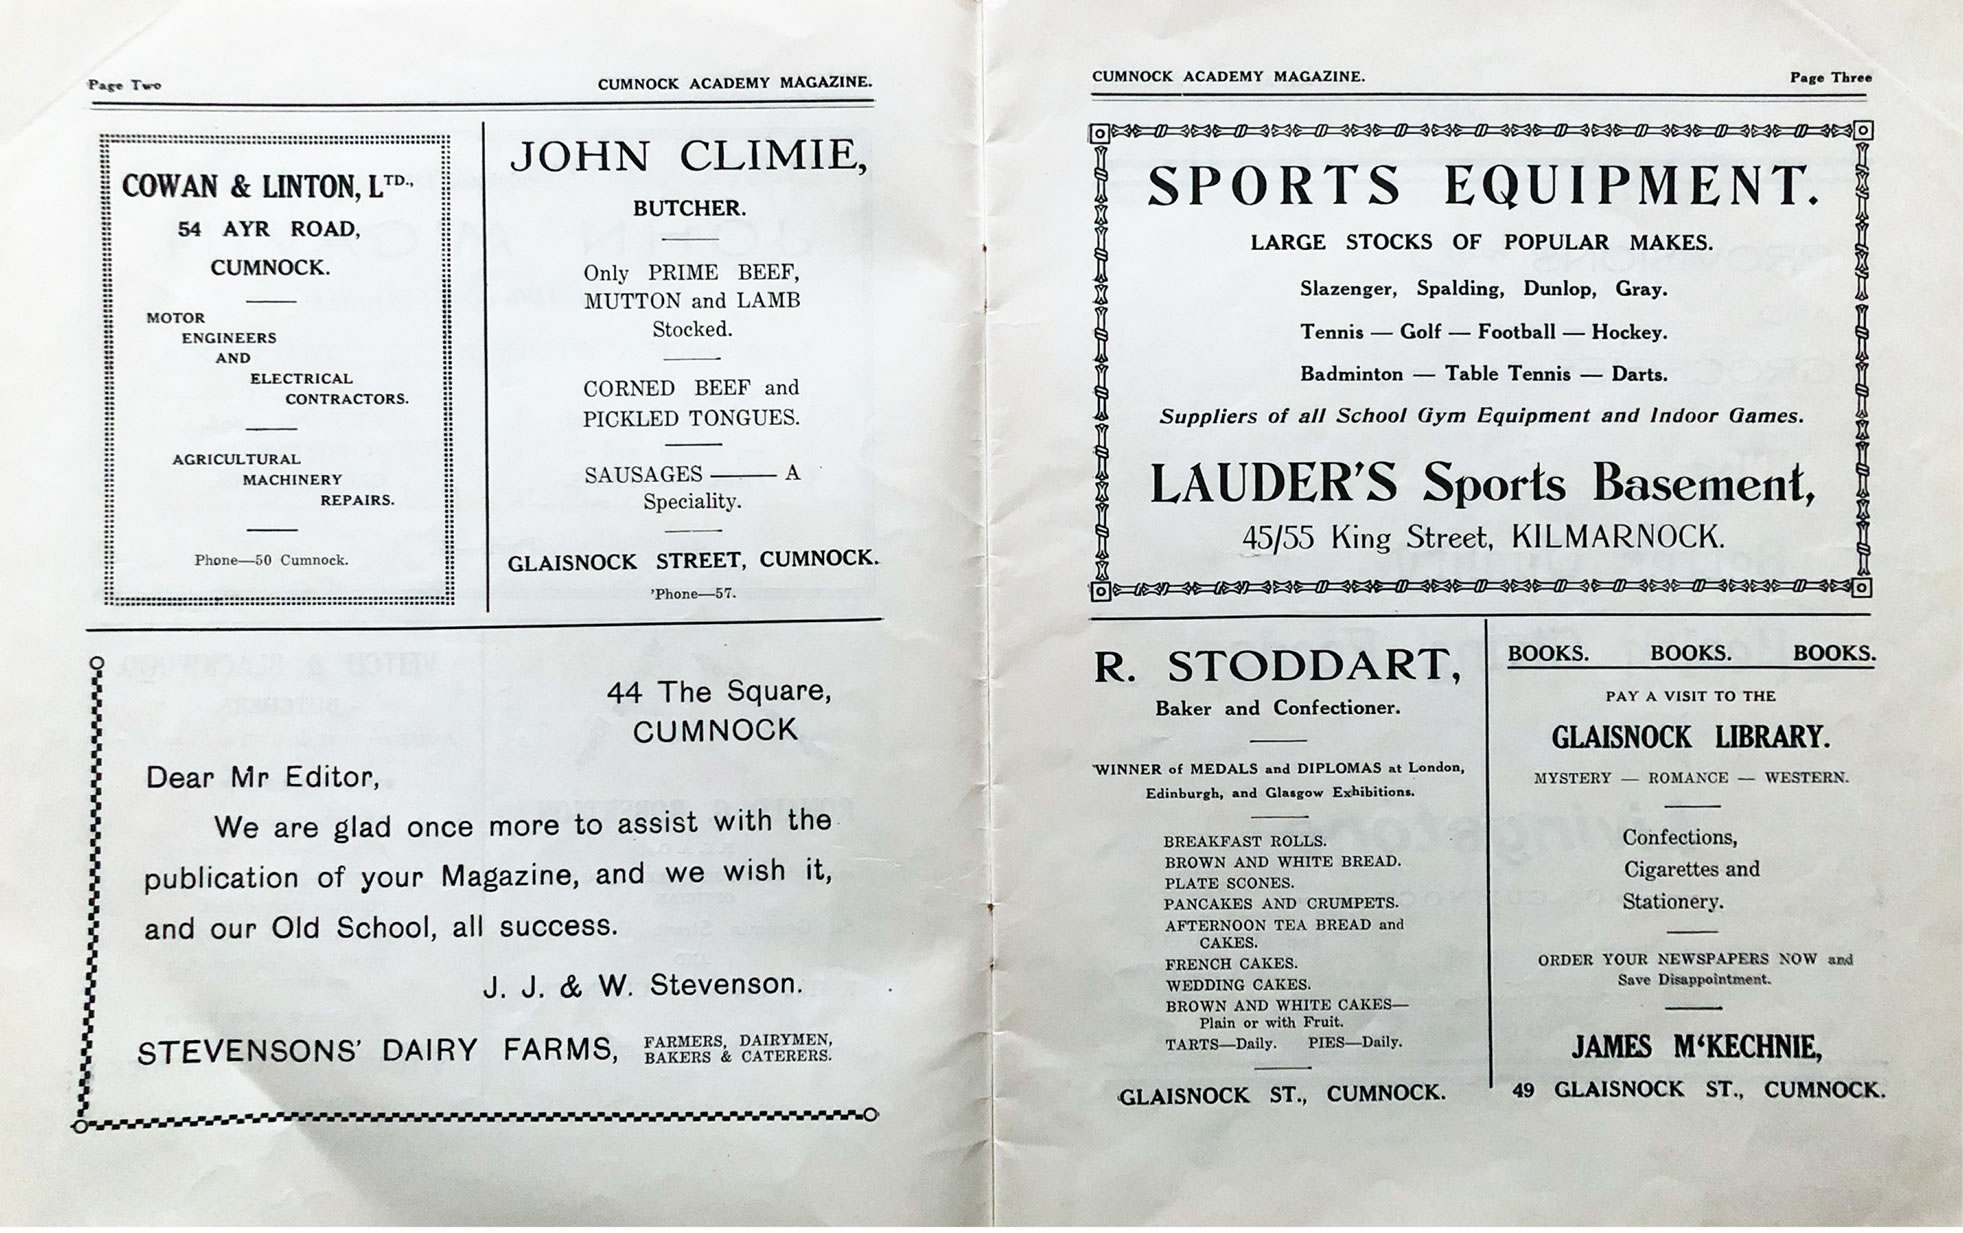 Page Two
CUMNOCK ACADEMY MAGAZINE.
COWAN & LINTON, LTD.,
54 AYR ROAD,
CUMNOCK.
MOTOR
ENGINEERS
AND
ELECTRICAL
CONTRACTORS.
AGRICULTURAL
MACHINERY
REPAIRS.
Phone—50 Cumnock.
JOHN CLIMIE,
BUTCHER.
Only PRIME BEEF,
MUTTON and LAMB
Stocked.
CORNED BEEF and
PICKLED TONGUES.
SAUSAGES —— A
Speciality.
GLAISNOCK STREET, CUMNOCK.
'Phone—57.
44 The Square,
CUMNOCK
Dear Mr Editor,
We are glad once more to assist with the
publication of your Magazine, and we wish it,
and our Old School, all success.
J. J. & W. Stevenson.
STEVENSONS' DAIRY FARMS,
FARMERS, DAIRYMEN,
BAKERS & CATERERS.
CUMNOCK ACADEMY MAGAZINE.
Page Three
SPORTS EQUIPMENT.
LARGE STOCKS OF POPULAR MAKES.
Slazenger, Spalding, Dunlop, Gray.
Tennis — Golf — Football — Hockey.
Badminton — Table Tennis — Darts.
Suppliers of all School Gym Equipment and Indoor Games.
LAUDER'S Sports Basement,
45/55 King Street, KILMARNOCK.
R. STODDART,
Baker and Confectioner.
WINNER of MEDALS and DIPLOMAS at London,
Edinburgh, and Glasgow Exhibitions.
BREAKFAST ROLLS.
BROWN AND WHITE BREAD.
PLATE SCONES.
PANCAKES AND CRUMPETS.
AFTERNOON TEA BREAD and
CAKES.
FRENCH CAKES.
WEDDING CAKES.
BROWN AND WHITE CAKES—
Plain or with Fruit.
TARTS—Daily. PIES—Daily.
GLAISNOCK ST., CUMNOCK.
BOOKS. BOOKS. BOOKS.
PAY A VISIT TO THE
GLAISNOCK LIBRARY.
MYSTERY — ROMANCE — WESTERN.
Confections,
Cigarettes and
Stationery.
ORDER YOUR NEWSPAPERS NOW and
Save Disappointment.
JAMES M‘KECHNIE,
49 GLAISNOCK ST., CUMNOCK.